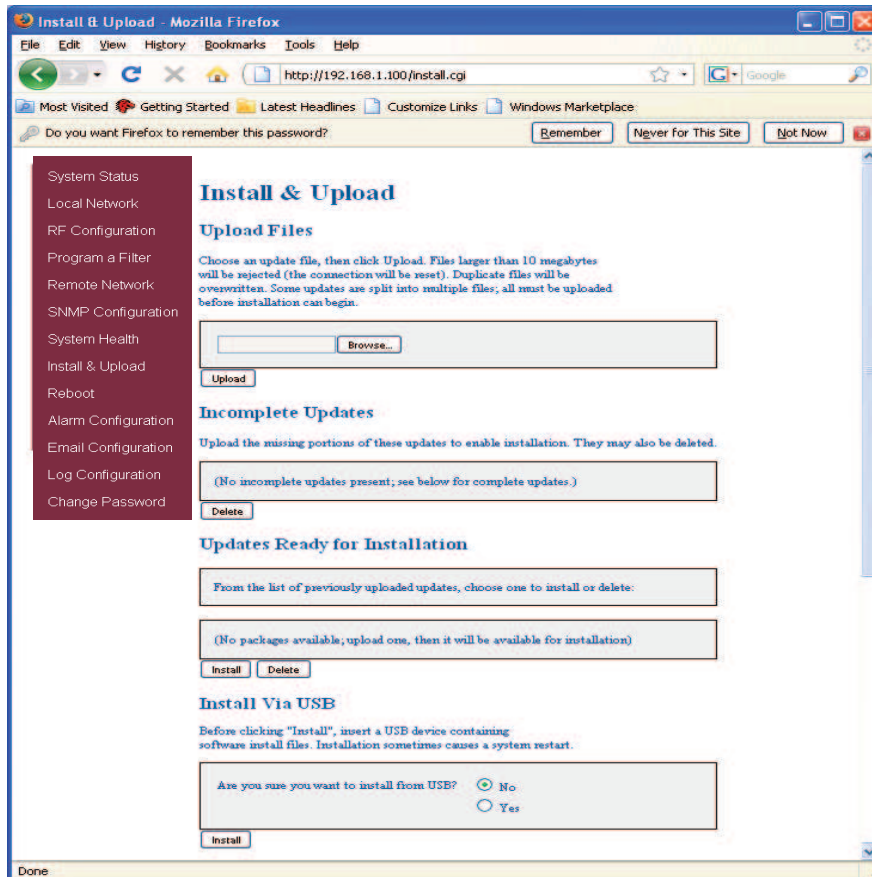 Install & Upload - Mozilla Firefox
File Edit View History Bookmarks Tools Help
http://192.168.1.100/install.cgi
G Google
Most Visited Getting Started Latest Headlines Customize Links Windows Marketplace
Do you want Firefox to remember this password? Remember Never for This Site Not Now
System Status
Local Network
RF Configuration
Program a Filter
Remote Network
SNMP Configuration
System Health
Install & Upload
Reboot
Alarm Configuration
Email Configuration
Log Configuration
Change Password
Install & Upload
Upload Files
Choose an update file, then click Upload. Files larger than 10 megabytes
will be rejected (the connection will be reset). Duplicate files will be
overwritten. Some updates are split into multiple files; all must be uploaded
before installation can begin.
Browse...
Upload
Incomplete Updates
Upload the missing portions of these updates to enable installation. They may also be deleted.
(No incomplete updates present; see below for complete updates.)
Delete
Updates Ready for Installation
From the list of previously uploaded updates, choose one to install or delete:
(No packages available; upload one, then it will be available for installation)
Install Delete
Install Via USB
Before clicking "Install", insert a USB device containing
software install files. Installation sometimes causes a system restart.
Are you sure you want to install from USB? No
Yes
Install
Done